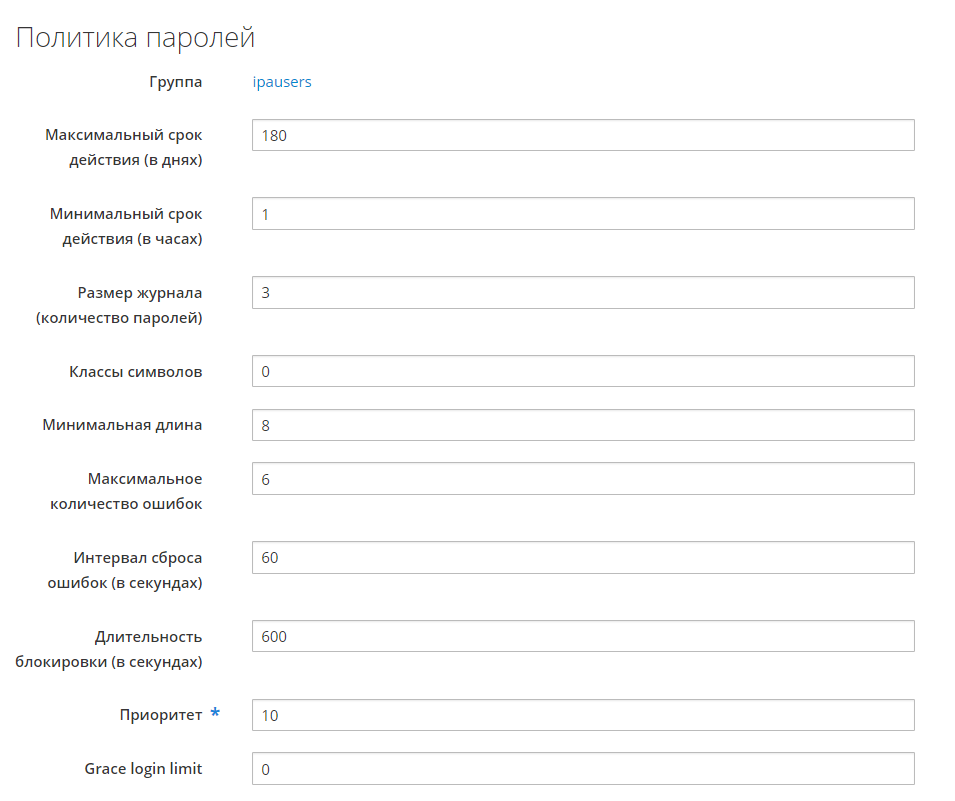 Политика паролей
Группа ipausers
Максимальный срок 180
действия (в днях)
Минимальный срок 1
действия (в часах)
Размер журнала 3
(количество паролей)
Классы символов 0
Минимальная длина 8
Максимальное 6
количество ошибок
Интервал сброса 60
ошибок (в секундах)
Длительность 600
блокировки (в секундах)
Приоритет * 10
Grace login limit 0